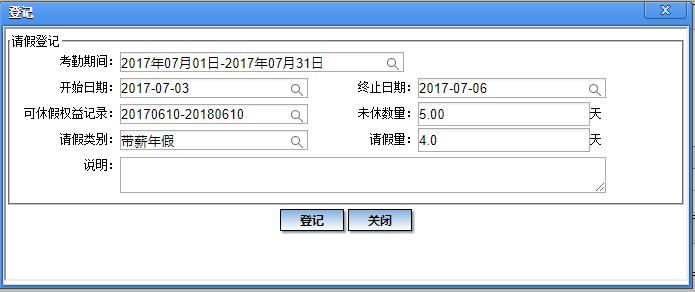 登记
请假登记
考勤期间： 2017年07月01日-2017年07月31日
开始日期： 2017-07-03 终止日期： 2017-07-06
可休假权益记录： 20170610-20180610 未休数量： 5.00 天
请假类别： 带薪年假 请假量： 4.0 天
说明：
登记 关闭